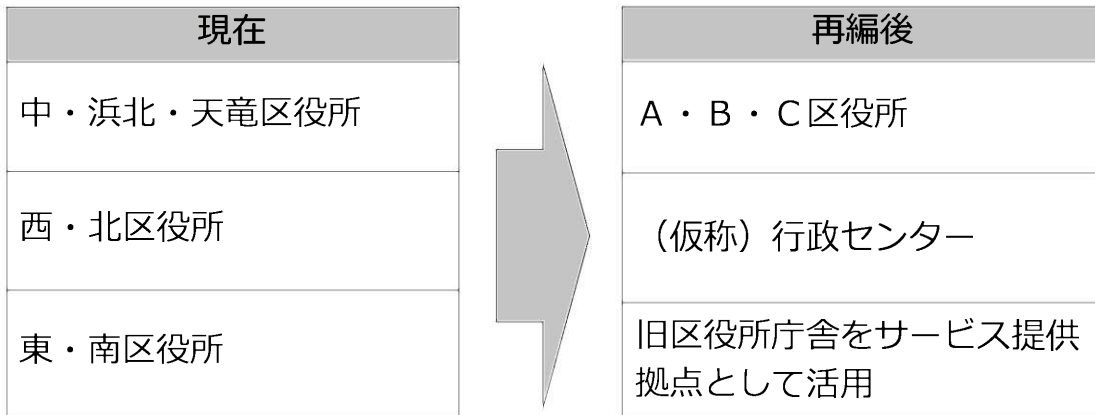 現在
中・浜北・天竜区役所
西・北区役所
東・南区役所
再編後
A・B・C区役所
（仮称）行政センター
旧区役所庁舎をサービス提供
拠点として活用